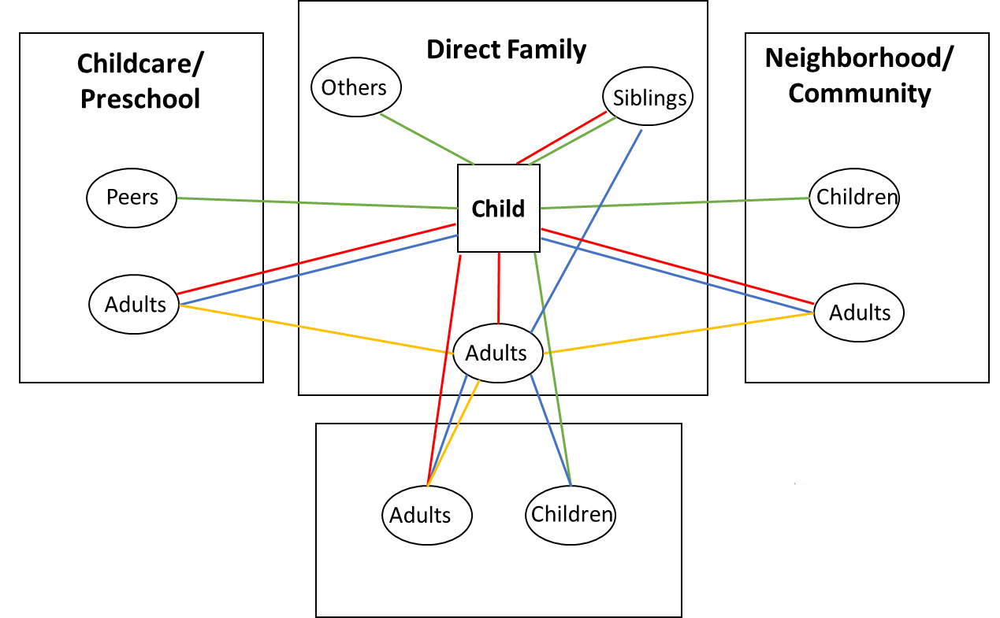 Childcare/
Preschool
Peers
Adults
Direct Family
Others
Siblings
Child
Adults
Neighborhood/
Community
Children
Adults
Adults
Children